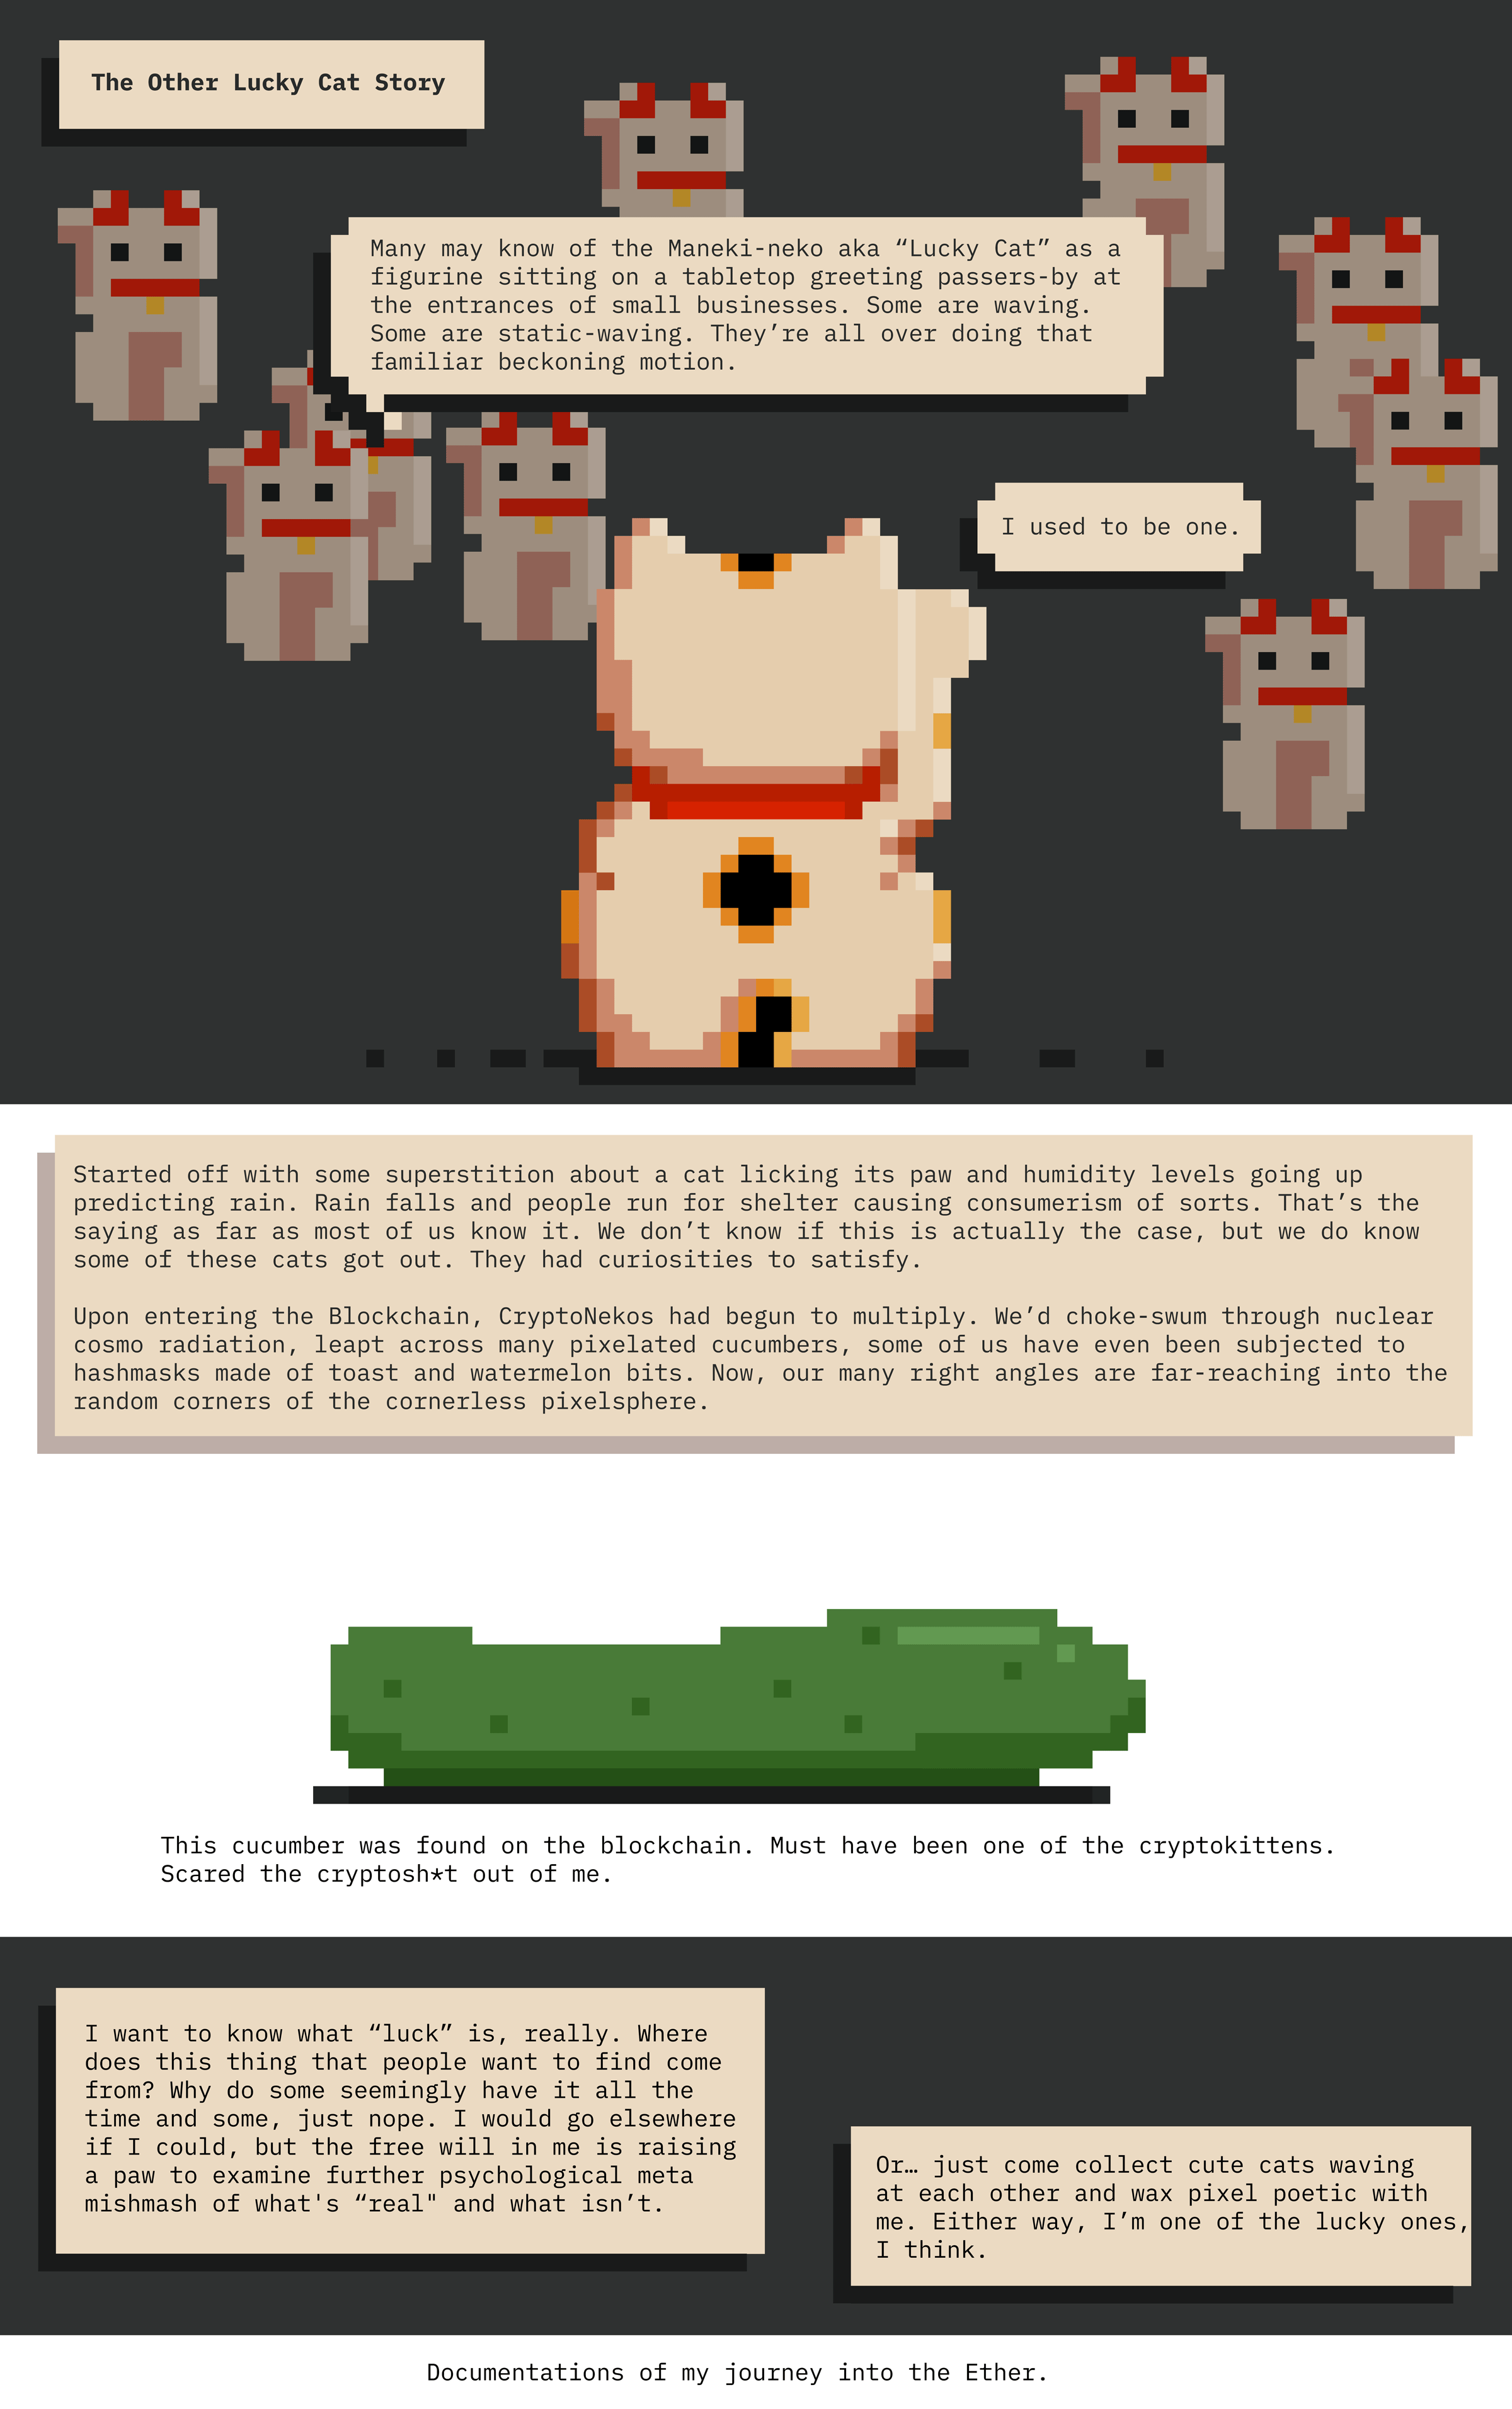 The Other Lucky Cat Story
Many may know of the Maneki-neko aka “Lucky Cat” as a
figurine sitting on a tabletop greeting passers-by at
the entrances of small businesses. Some are waving.
Some are static-waving. They’re all over doing that
familiar beckoning motion.
I used to be one.
Started off with some superstition about a cat licking its paw and humidity levels going up
predicting rain. Rain falls and people run for shelter causing consumerism of sorts. That’s the
saying as far as most of us know it. We don’t know if this is actually the case, but we do know
some of these cats got out. They had curiosities to satisfy.
Upon entering the Blockchain, CryptoNekos had begun to multiply. We’d choke-swum through nuclear
cosmo radiation, leapt across many pixelated cucumbers, some of us have even been subjected to
hashmasks made of toast and watermelon bits. Now, our many right angles are far-reaching into the
random corners of the cornerless pixelsphere.
This cucumber was found on the blockchain. Must have been one of the cryptokittens.
Scared the cryptosh*t out of me.
I want to know what “luck” is, really. Where
does this thing that people want to find come
from? Why do some seemingly have it all the
time and some, just nope. I would go elsewhere
if I could, but the free will in me is raising
a paw to examine further psychological meta
mishmash of what's “real" and what isn’t.
Or… just come collect cute cats waving
at each other and wax pixel poetic with
me. Either way, I’m one of the lucky ones,
I think.
Documentations of my journey into the Ether.